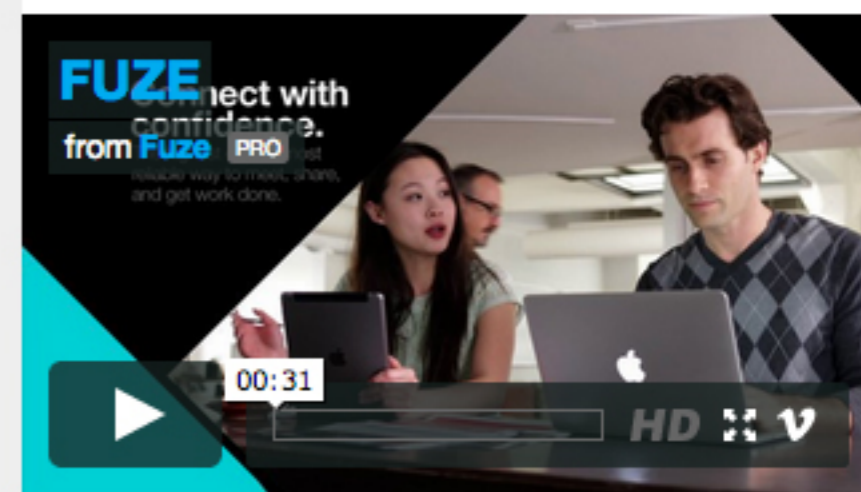 FUZE
Connect with
confidence.
from Fuze PRO
reliable way to meet, share,
and get work done.
00:31
HD